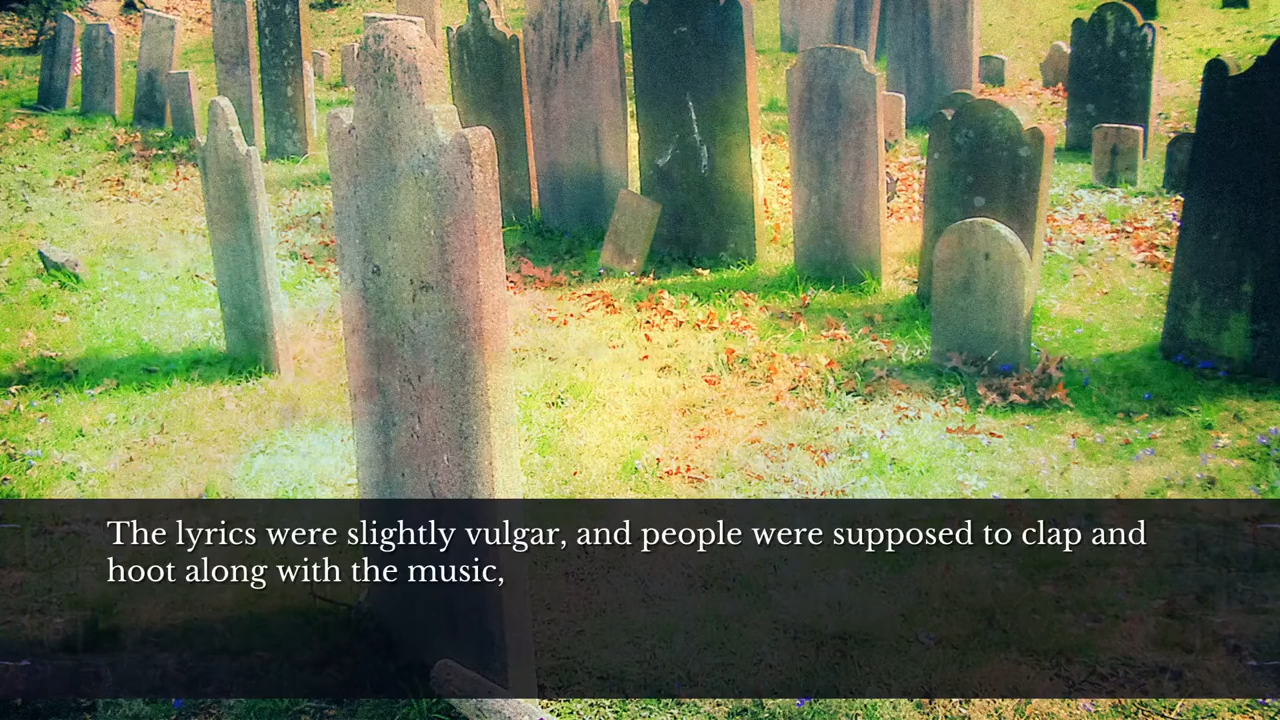 The lyrics were slightly vulgar, and people were supposed to clap and
hoot along with the music,